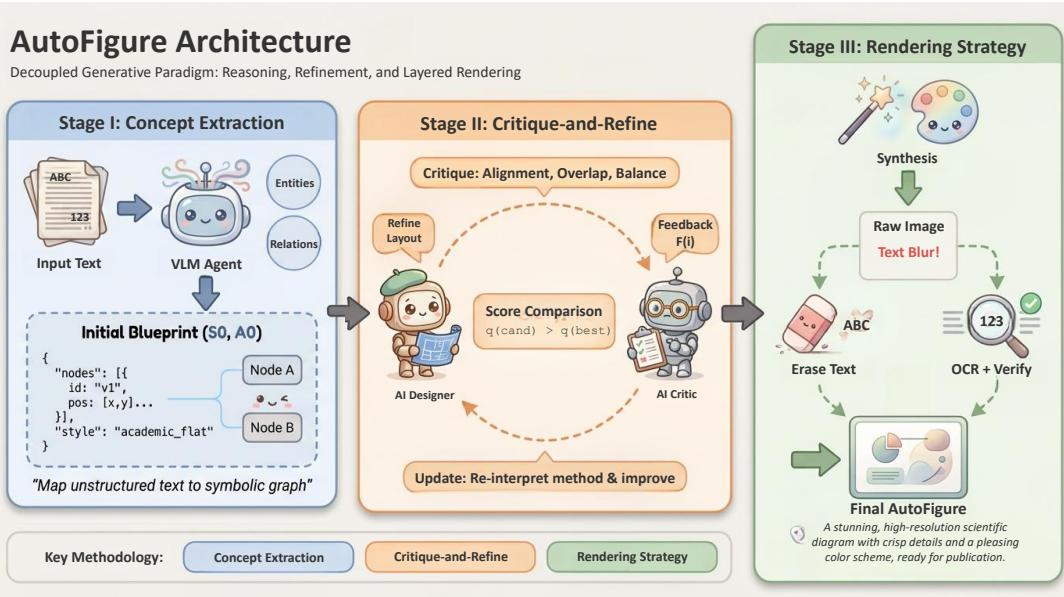 AutoFigure Architecture
Decoupled Generative Paradigm: Reasoning, Refinement, and Layered Rendering
Stage I: Concept Extraction
ABC
123
Input Text
VLM Agent
Entities
Relations
Initial Blueprint (S0, A0)
{
"nodes": [{
id: "v1",
pos: [x,y]...
}],
"style": "academic_flat"
}
Node A
Node B
“Map unstructured text to symbolic graph”
Stage II: Critique-and-Refine
Critique: Alignment, Overlap, Balance
Refine
Layout
Feedback
F(i)
Score Comparison
q(cand) > q(best)
AI Designer
AI Critic
Update: Re-interpret method & improve
Stage III: Rendering Strategy
Synthesis
Raw Image
Text Blur!
ABC
Erase Text
123
OCR + Verify
Final AutoFigure
A stunning, high-resolution scientific
diagram with crisp details and a pleasing
color scheme, ready for publication.
Key Methodology:
Concept Extraction
Critique-and-Refine
Rendering Strategy